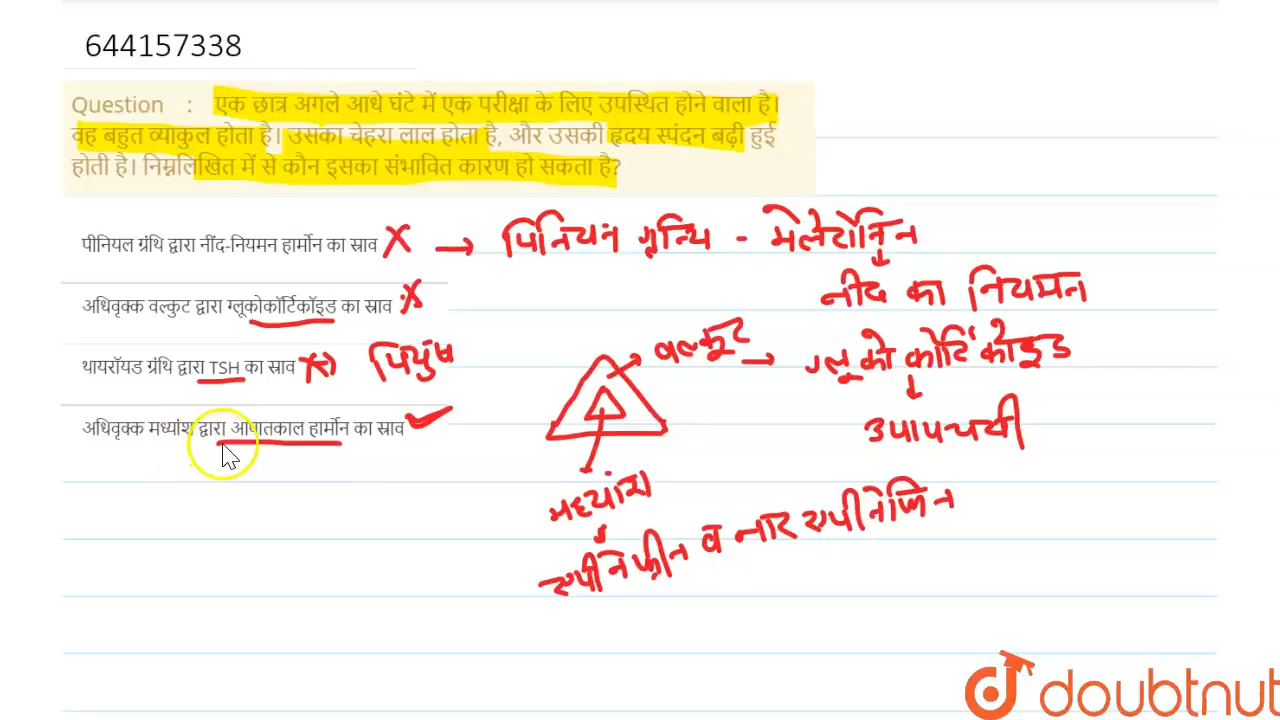 644157338
Question : एक छात्र अगले आधे घंटे में एक परीक्षा के लिए उपस्थित होने वाला है।
वह बहुत व्याकुल होता है। उसका चेहरा लाल होता है, और उसकी हृदय स्पंदन बढ़ी हुई
होती है। निम्नलिखित में से कौन इसका संभावित कारण हो सकता है?
पीनियल ग्रंथि द्वारा नींद-नियमन हार्मोन का स्राव
अधिवृक्क वल्कुट द्वारा ग्लूकोकॉर्टिकॉइड का स्राव
थायरॉयड ग्रंथि द्वारा TSH का स्राव
अधिवृक्क मध्यांश द्वारा आपातकाल हार्मोन का स्राव
पिनियन ग्रन्थि - मेलेटोनिन
नींद का नियमन
वल्कूट
ग्लूकोकोर्टिकोइड
उपापचयी
मध्यांश
एपीनेफ्रीन व नार एपीनेफ्रिन
doubtnut